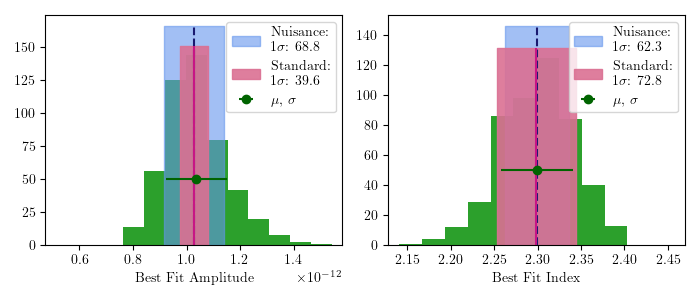 Nuisance:
1σ: 68.8
Standard:
1σ: 39.6
μ, σ
150
125
100
75
50
25
0
0.6 0.8 1.0 1.2 1.4
Best Fit Amplitude ×10⁻¹²
Nuisance:
1σ: 62.3
Standard:
1σ: 72.8
μ, σ
140
120
100
80
60
40
20
0
2.15 2.20 2.25 2.30 2.35 2.40 2.45
Best Fit Index